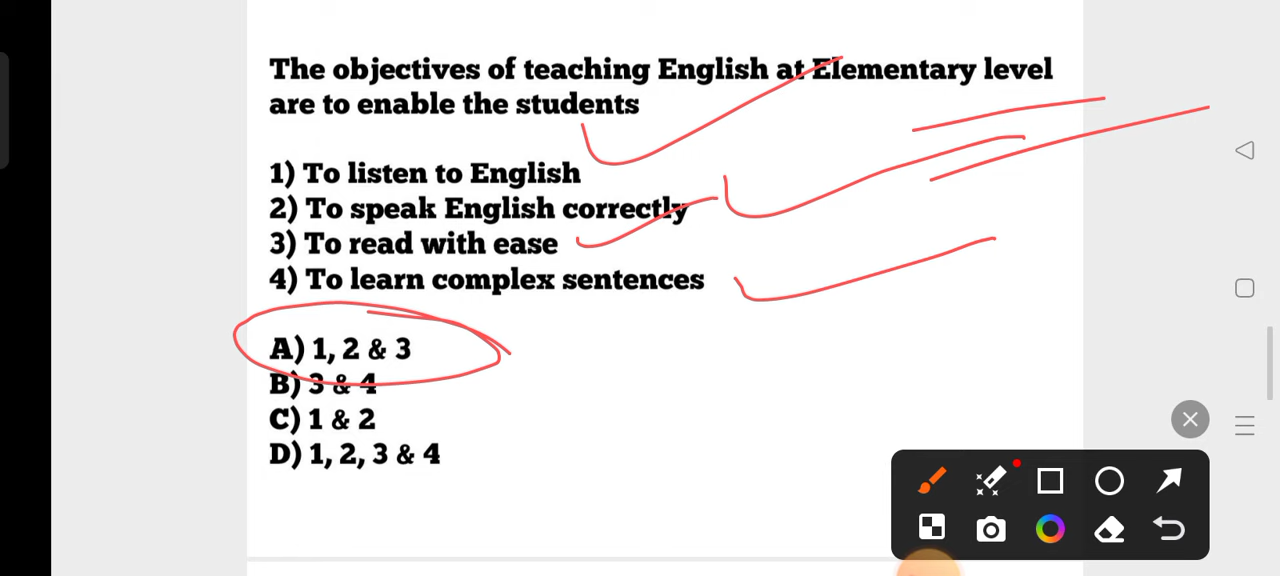 The objectives of teaching English at Elementary level
are to enable the students
1) To listen to English
2) To speak English correctly
3) To read with ease
4) To learn complex sentences
A) 1, 2 & 3
B) 3 & 4
C) 1 & 2
D) 1, 2, 3 & 4